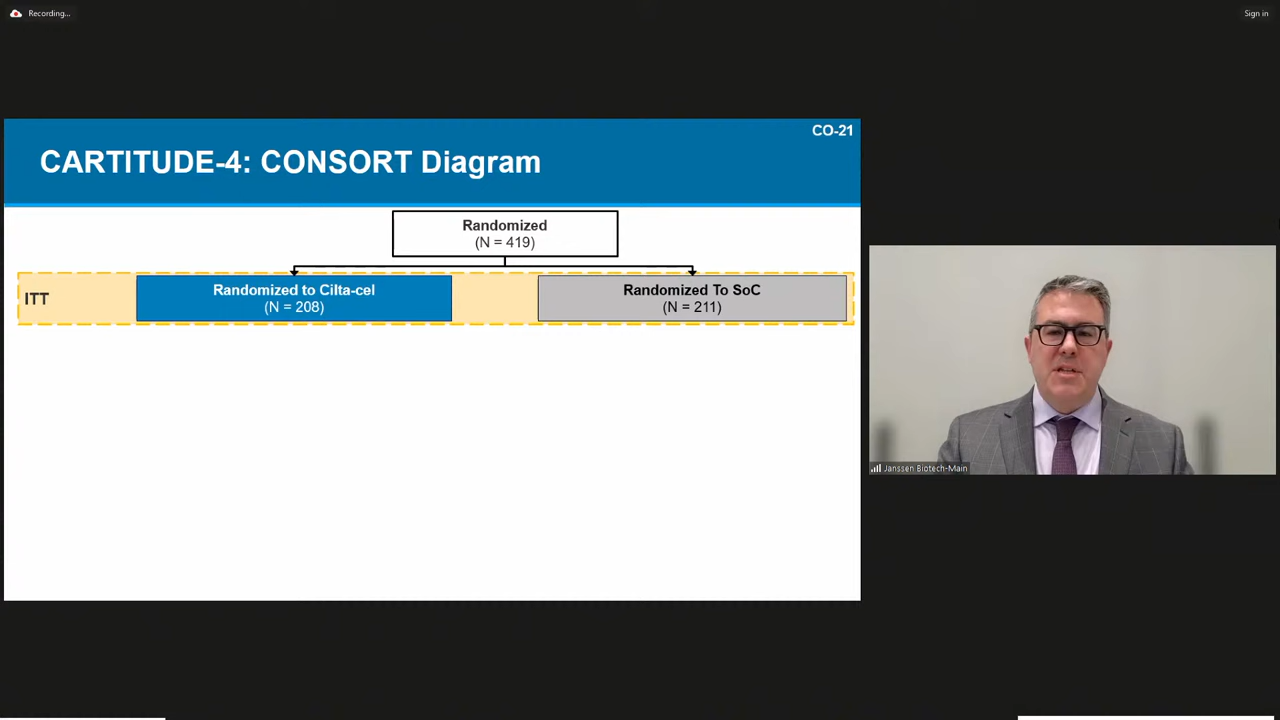 Recording...
Sign in
CO-21
CARTITUDE-4: CONSORT Diagram
Randomized
(N = 419)
ITT
Randomized to Cilta-cel
(N = 208)
Randomized To SoC
(N = 211)
Janssen Biotech-Main